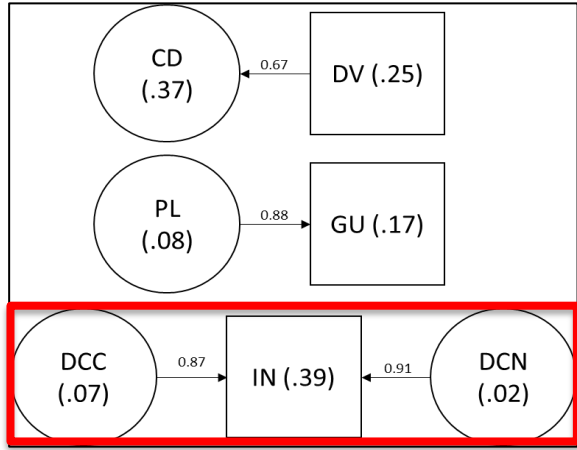 CD
(.37)
0.67
DV (.25)
PL
(.08)
0.88
GU (.17)
DCC
(.07)
0.87
IN (.39)
0.91
DCN
(.02)